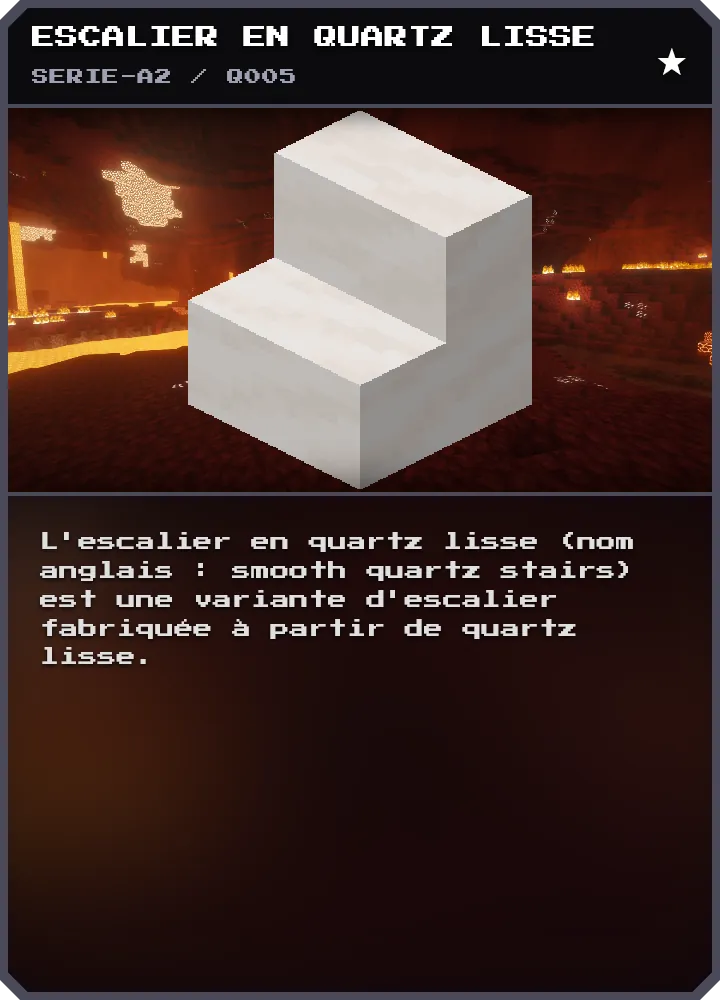 ESCALIER EN QUARTZ LISSE
SERIE-A2 / Q005
L'escalier en quartz lisse (nom
anglais : smooth quartz stairs)
est une variante d'escalier
fabriquée à partir de quartz
lisse.